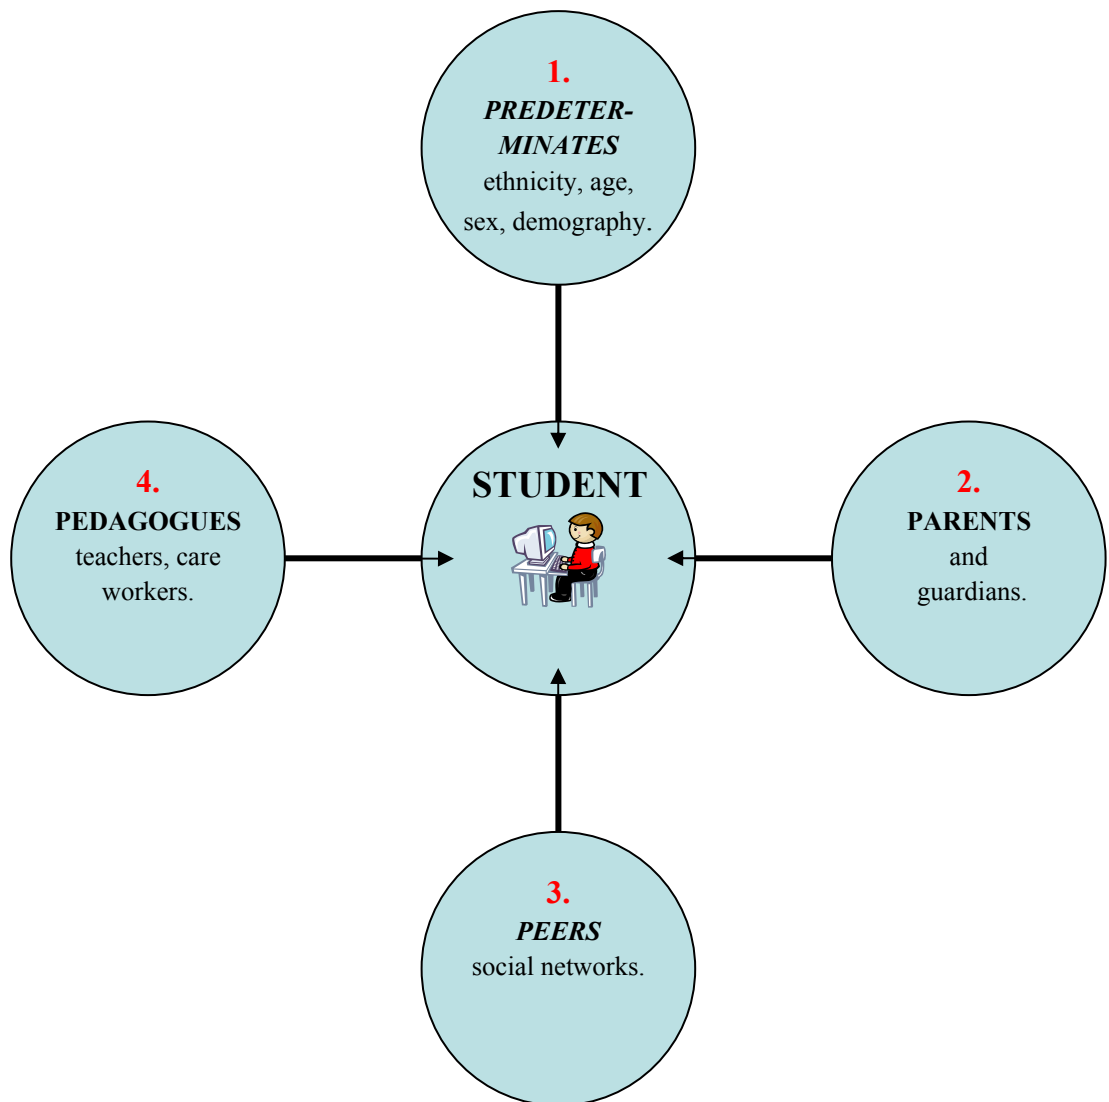 1.
PREDETER-
MINATES
ethnicity, age,
sex, demography.
4.
PEDAGOGUES
teachers, care
workers.
STUDENT
2.
PARENTS
and
guardians.
3.
PEERS
social networks.